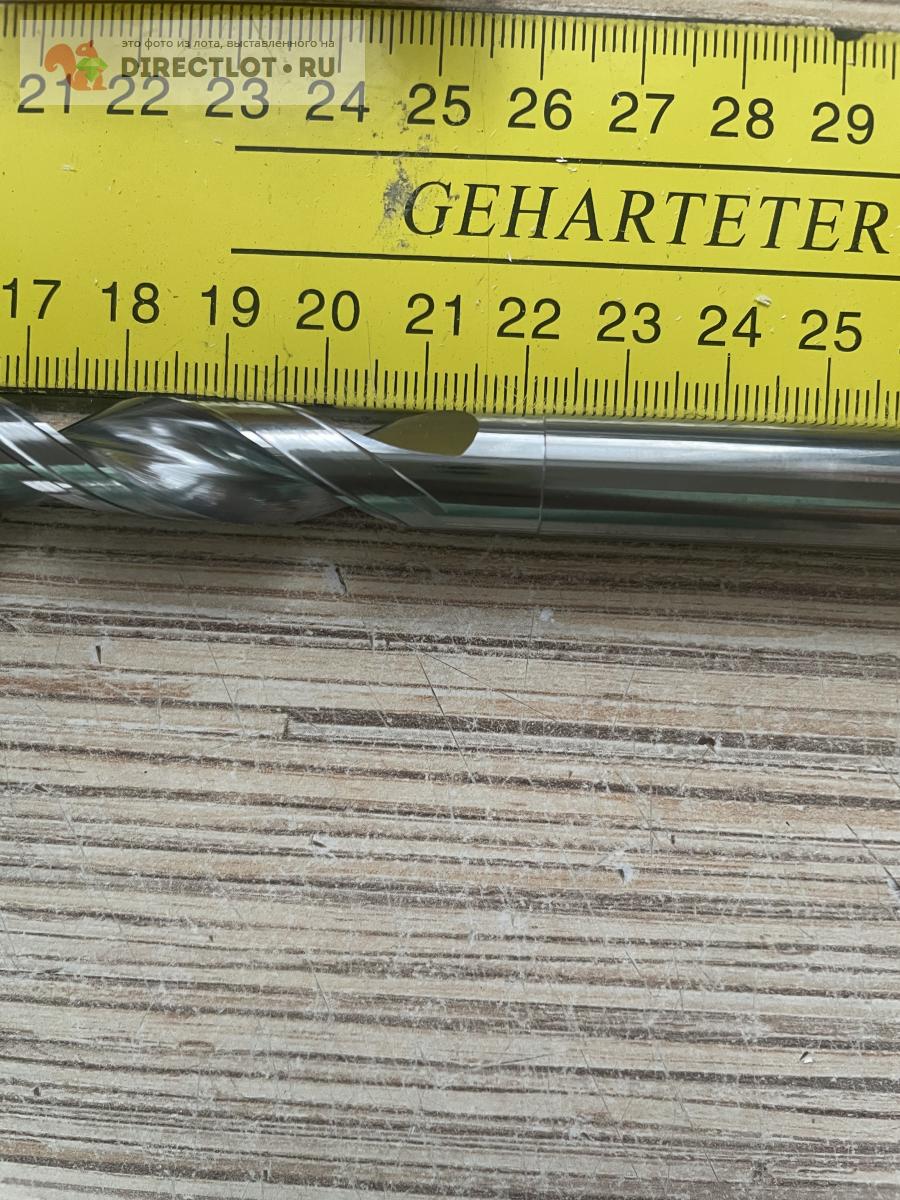 это фото из лота, выставленного на
DIRECTLOT•RU
21 22 23 24 25 26 27 28 29
GEHARTETER
17 18 19 20 21 22 23 24 25